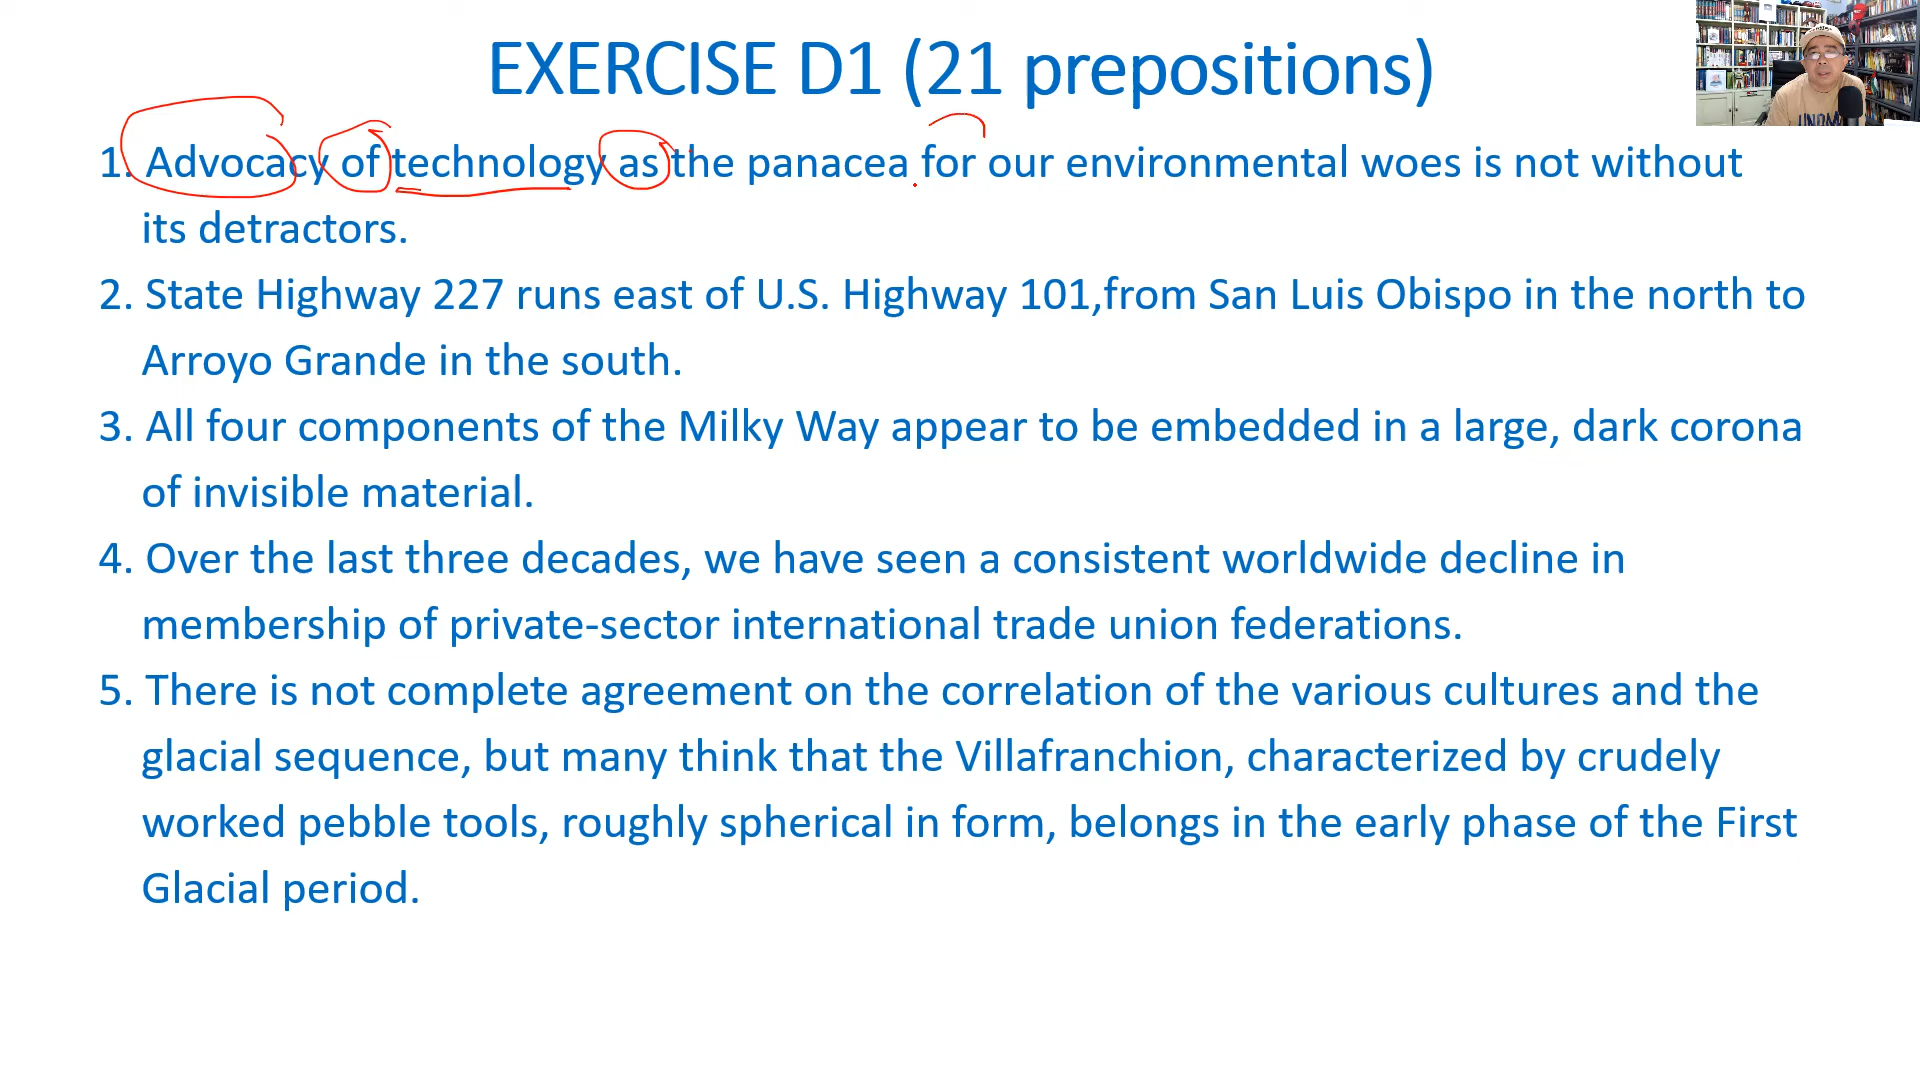 EXERCISE D1 (21 prepositions)
1. Advocacy of technology as the panacea for our environmental woes is not without
its detractors.
2. State Highway 227 runs east of U.S. Highway 101,from San Luis Obispo in the north to
Arroyo Grande in the south.
3. All four components of the Milky Way appear to be embedded in a large, dark corona
of invisible material.
4. Over the last three decades, we have seen a consistent worldwide decline in
membership of private-sector international trade union federations.
5. There is not complete agreement on the correlation of the various cultures and the
glacial sequence, but many think that the Villafranchion, characterized by crudely
worked pebble tools, roughly spherical in form, belongs in the early phase of the First
Glacial period.